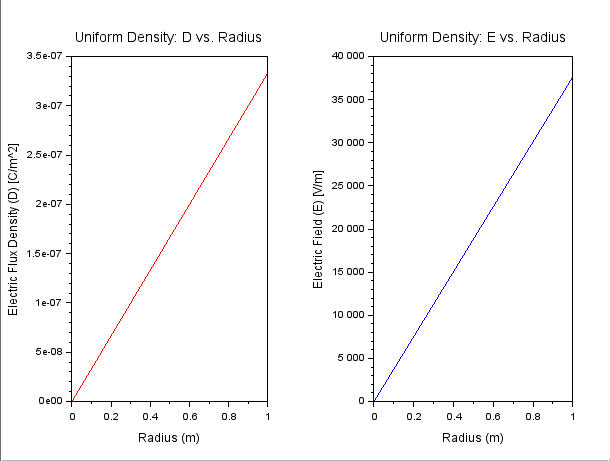 Uniform Density: D vs. Radius
3.5e-07
3e-07
2.5e-07
2e-07
1.5e-07
1e-07
5e-08
0e00
Electric Flux Density (D) [C/m^2]
0
0.2
0.4
0.6
0.8
1
Radius (m)
Uniform Density: E vs. Radius
40 000
35 000
30 000
25 000
20 000
15 000
10 000
5 000
0
Electric Field (E) [V/m]
0
0.2
0.4
0.6
0.8
1
Radius (m)